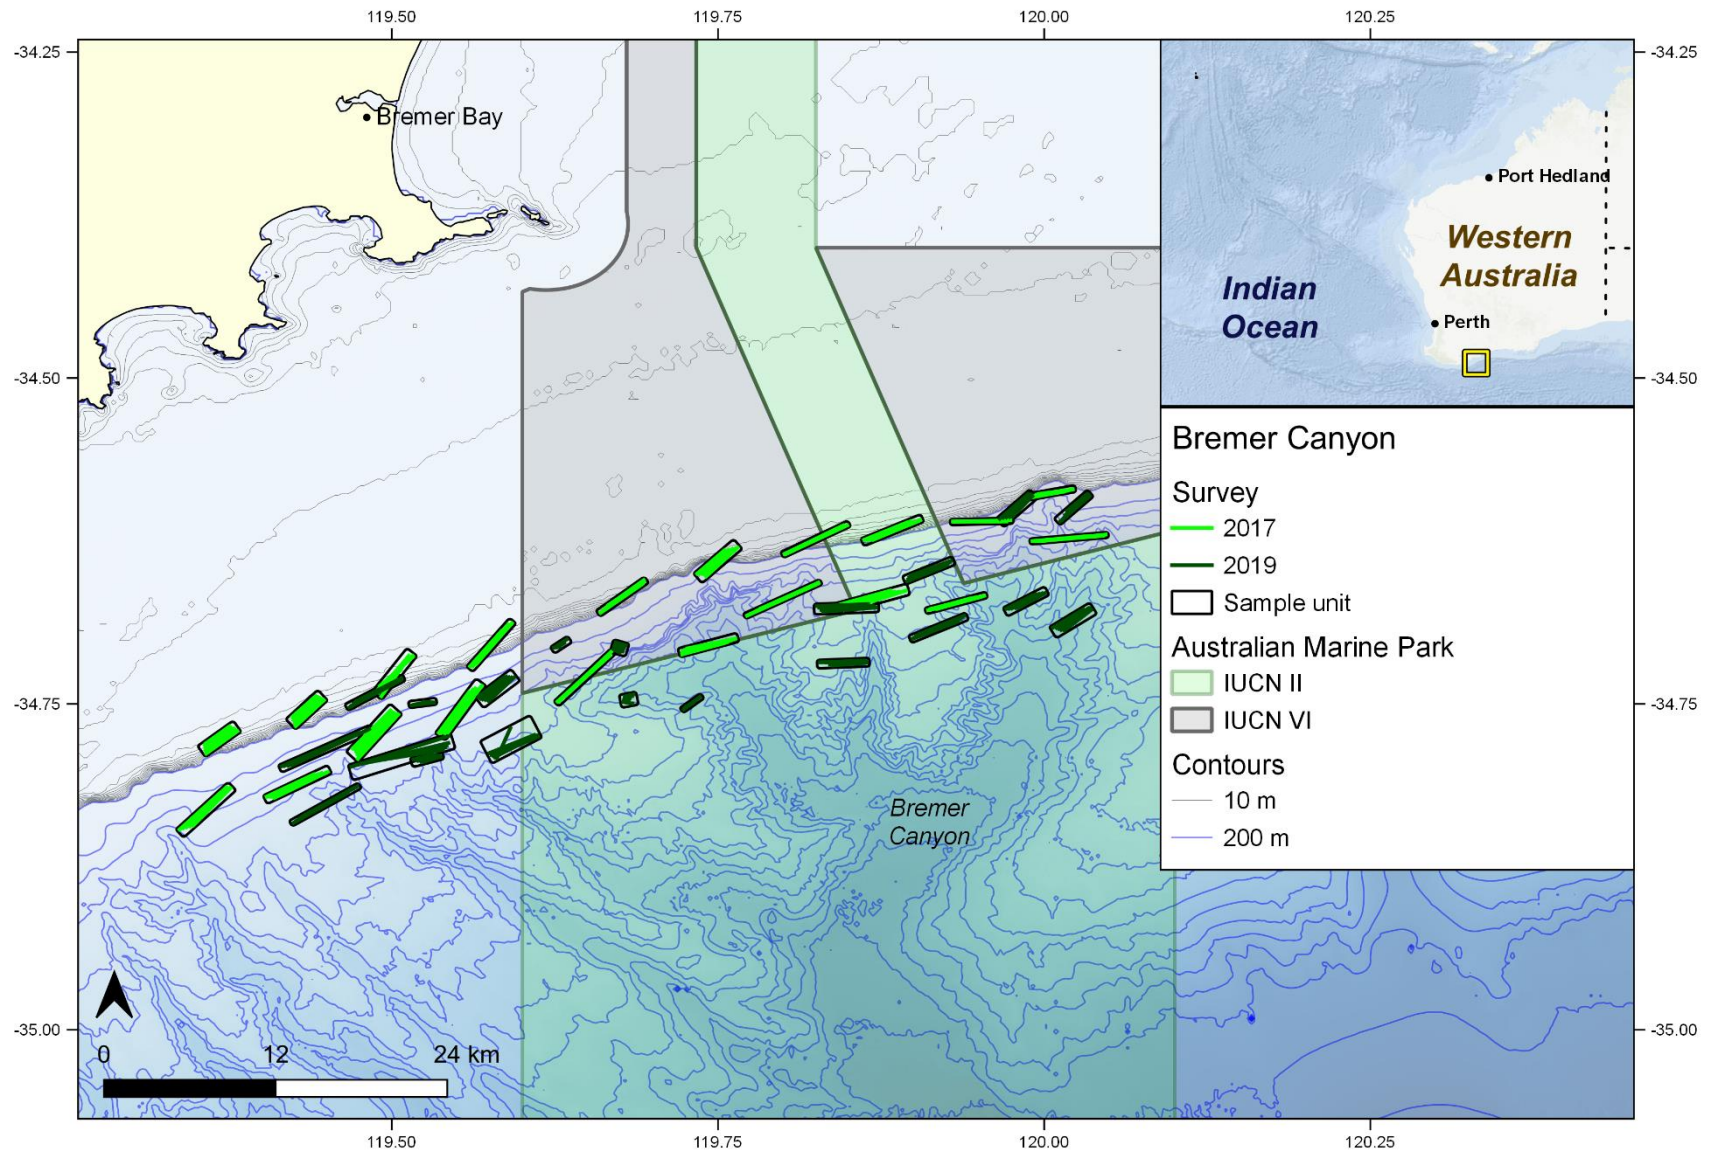 119.50
119.75
120.00
120.25
-34.25
-34.25
Bremer Bay
Port Hedland
Western
Australia
Indian
Ocean
Perth
-34.50
-34.50
Bremer Canyon
Survey
2017
2019
Sample unit
Australian Marine Park
IUCN II
IUCN VI
Contours
10 m
200 m
-34.75
-34.75
Bremer
Canyon
-35.00
-35.00
0
12
24 km
119.50
119.75
120.00
120.25